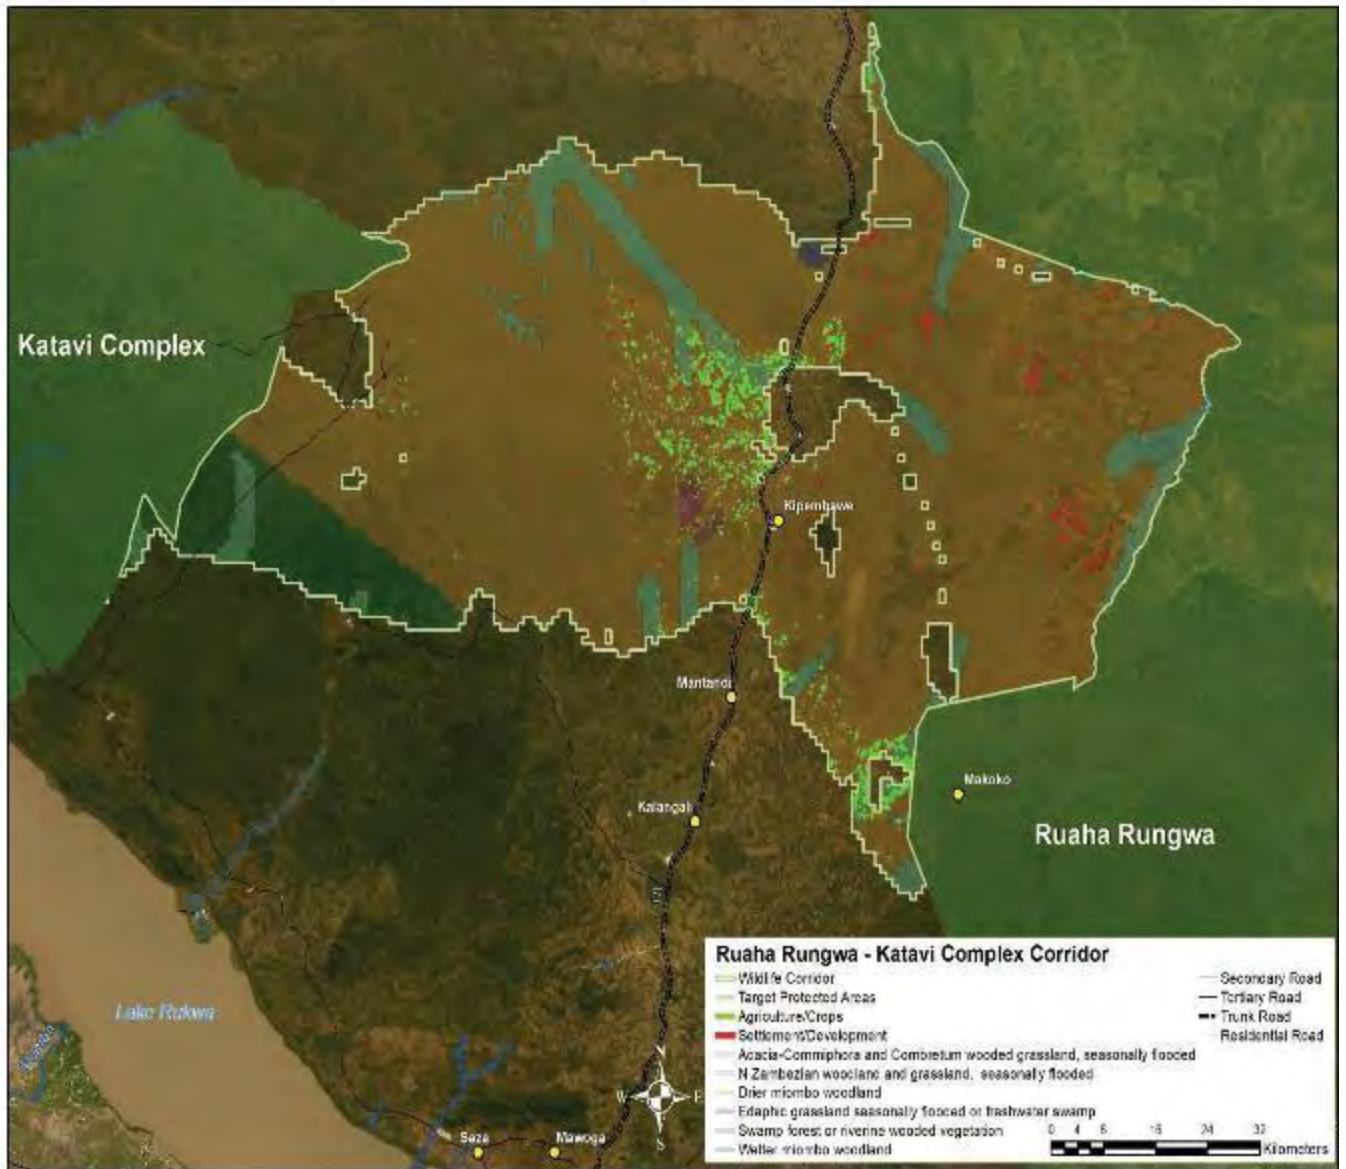 Katavi Complex
Kipembawe
Mantandi
Makoko
Kalangali
Ruaha Rungwa
Lake Rukwa
Saza
Mawoga
N
W
E
S
Ruaha Rungwa - Katavi Complex Corridor
Wildlife Corridor
Target Protected Areas
Agriculture/Crops
Settlement/Development
Acacia-Commiphora and Combretum wooded grassland, seasonally flooded
N Zambezian woodland and grassland, seasonally flooded
Drier miombo woodland
Edaphic grassland seasonally flooded or freshwater swamp
Swamp forest or riverine wooded vegetation
Wetter miombo woodland
Secondary Road
Tertiary Road
Trunk Road
Residential Road
0 4 8 16 24 32
Kilometers